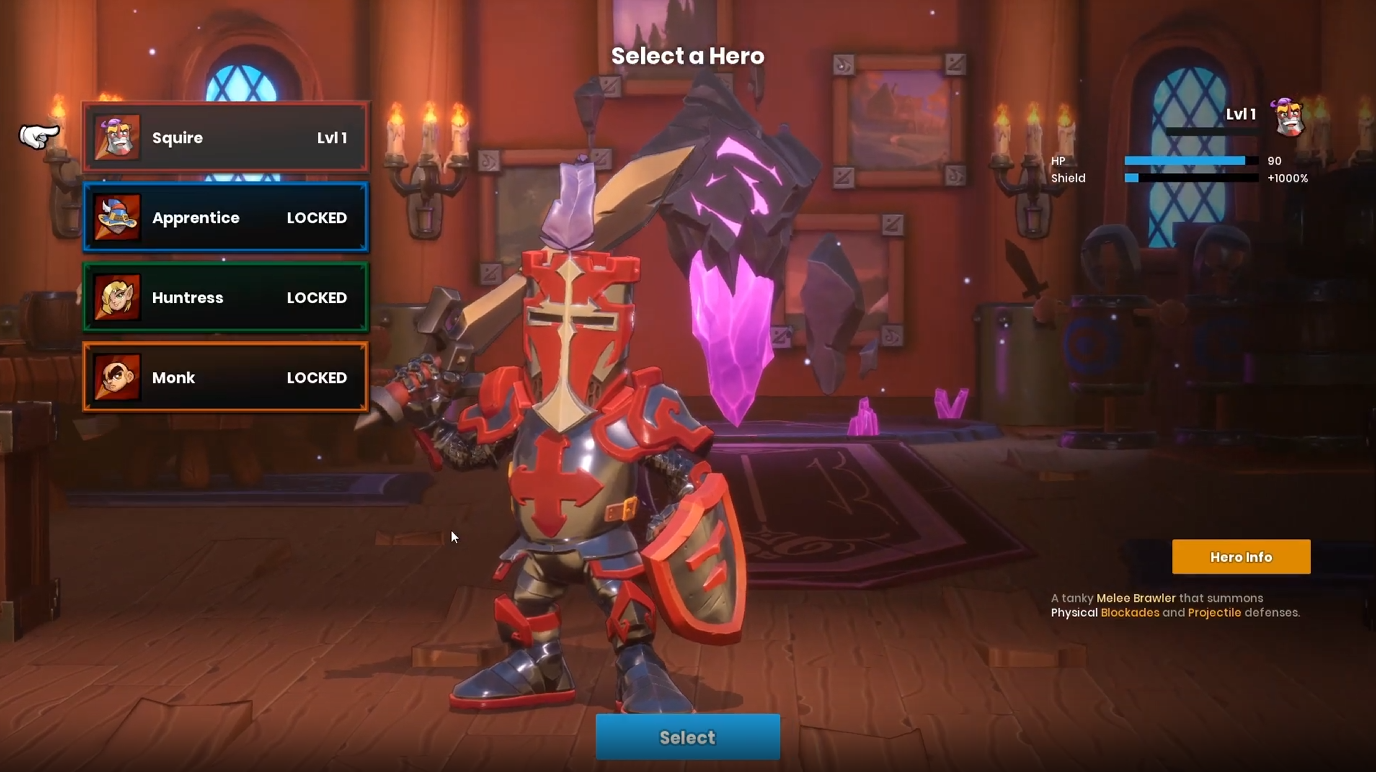 Select a Hero
Squire Lvl 1
Apprentice LOCKED
Huntress LOCKED
Monk LOCKED
Lvl 1
HP 90
Shield +1000%
Hero Info
A tanky Melee Brawler that summons
Physical Blockades and Projectile defenses.
Select